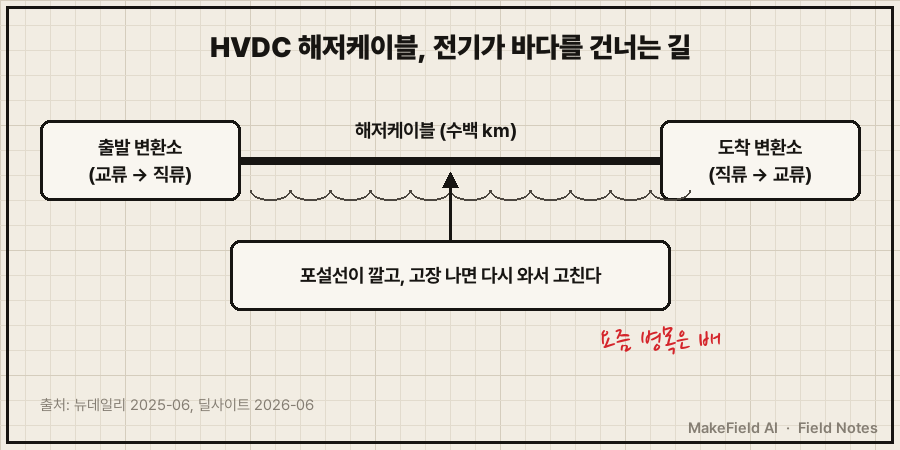 HVDC 해저케이블, 전기가 바다를 건너는 길
해저케이블 (수백 km)
출발 변환소
(교류 → 직류)
도착 변환소
(직류 → 교류)
포설선이 깔고, 고장 나면 다시 와서 고친다
요즘 병목은 배
출처: 뉴데일리 2025-06, 딜사이트 2026-06
MakeField AI · Field Notes